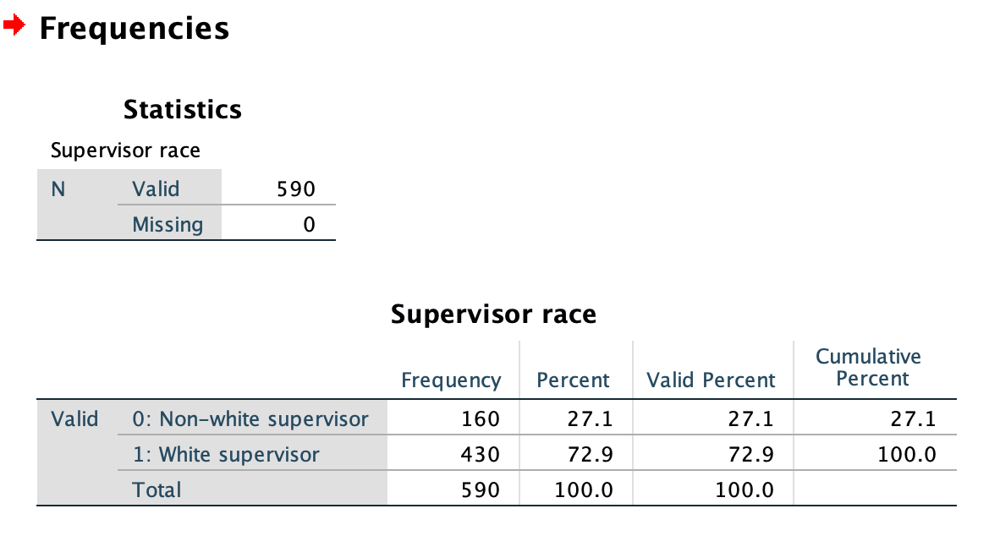 Frequencies
Statistics
Supervisor race
N Valid 590
Missing 0
Supervisor race
Frequency Percent Valid Percent Cumulative Percent
Valid 0: Non-white supervisor 160 27.1 27.1 27.1
1: White supervisor 430 72.9 72.9 100.0
Total 590 100.0 100.0